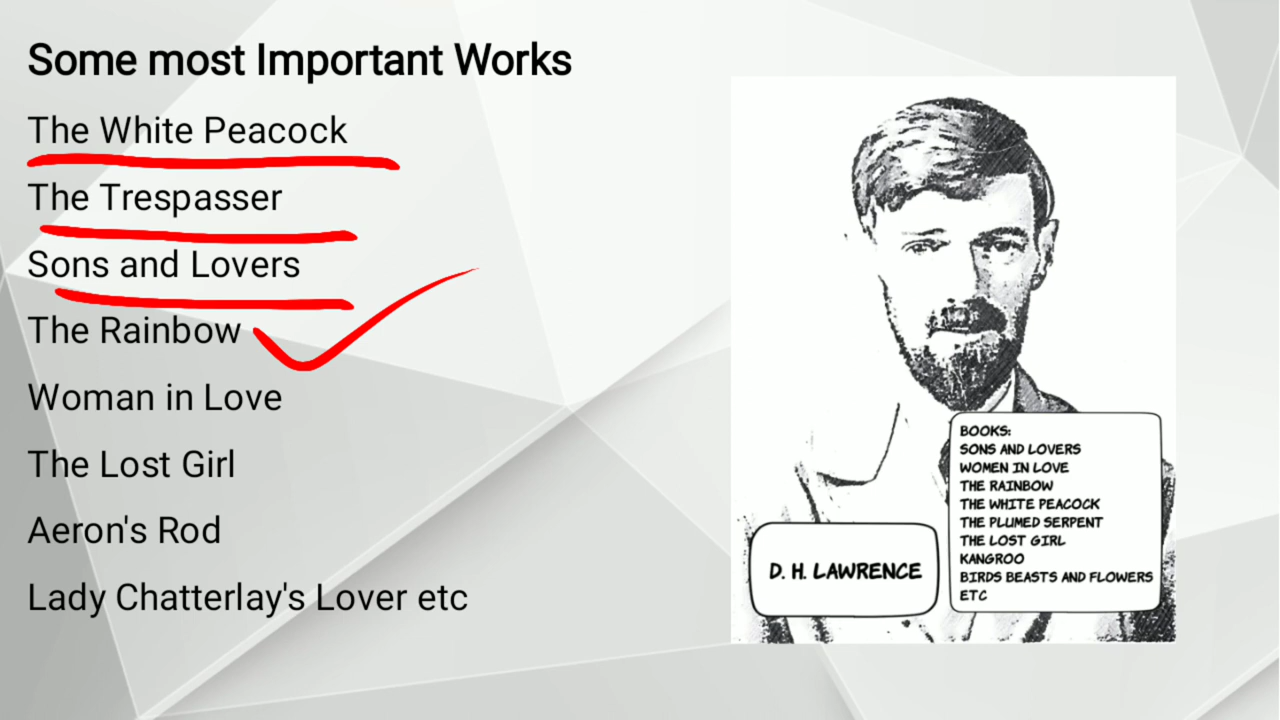 Some most Important Works
The White Peacock
The Trespasser
Sons and Lovers
The Rainbow
Woman in Love
The Lost Girl
Aeron's Rod
Lady Chatterlay's Lover etc
D. H. LAWRENCE
BOOKS:
SONS AND LOVERS
WOMEN IN LOVE
THE RAINBOW
THE WHITE PEACOCK
THE PLUMED SERPENT
THE LOST GIRL
KANGROO
BIRDS BEASTS AND FLOWERS
ETC